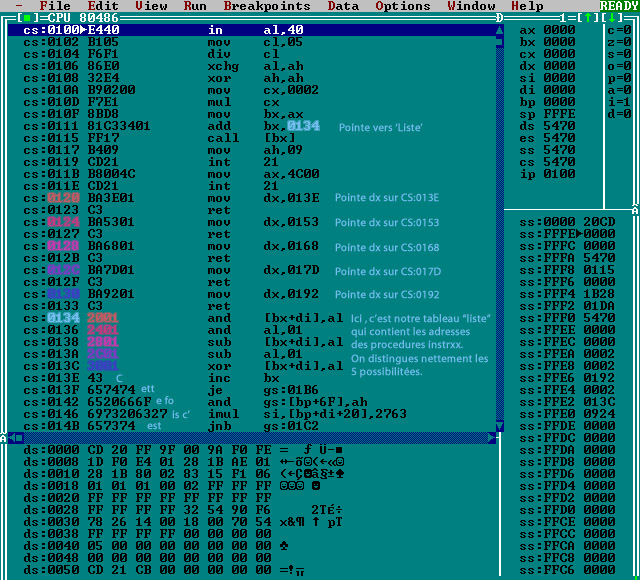 - File Edit View Run Breakpoints Data Options Window Help READY
[■]=CPU 80486 D 1=[↑][↓]
cs:0100▶E440 in al,40 ax 0000 c=0
cs:0102 B105 mov cl,05 bx 0000 z=0
cs:0104 F6F1 div cl cx 0000 s=0
cs:0106 86E0 xchg al,ah dx 0000 o=0
cs:0108 32E4 xor ah,ah si 0000 p=0
cs:010A B90200 mov cx,0002 di 0000 a=0
cs:010D F7E1 mul cx bp 0000 i=1
cs:010F 8BD8 mov bx,ax sp FFFE d=0
cs:0111 81C33401 add bx,0134 Pointe vers 'Liste' ds 5470
cs:0115 FF17 call [bx] es 5470
cs:0117 B409 mov ah,09 ss 5470
cs:0119 CD21 int 21 cs 5470
cs:011B B8004C mov ax,4C00 ip 0100
cs:011E CD21 int 21
cs:0120 BA3E01 mov dx,013E Pointe dx sur CS:013E
cs:0123 C3 ret
cs:0124 BA5301 mov dx,0153 Pointe dx sur CS:0153 ss:0000 20CD
cs:0127 C3 ret ss:FFFE▶0000
cs:0128 BA6801 mov dx,0168 Pointe dx sur CS:0168 ss:FFFC 0000
cs:012B C3 ret ss:FFFA 5470
cs:012C BA7D01 mov dx,017D Pointe dx sur CS:017D ss:FFF8 0115
cs:012F C3 ret ss:FFF6 0000
cs:0130 BA9201 mov dx,0192 Pointe dx sur CS:0192 ss:FFF4 1B28
cs:0133 C3 ret ss:FFF2 01DA
cs:0134 2001 and [bx+di],al Ici , c'est notre tableau "liste" ss:FFF0 5470
cs:0136 2401 and al,01 qui contient les adresses ss:FFEE 0000
cs:0138 2801 sub [bx+di],al des procedures instrxx. ss:FFEC 0000
cs:013A 2C01 sub al,01 On distingues nettement les ss:FFEA 0002
cs:013C 3001 xor [bx+di],al 5 possibilitées. ss:FFE8 0002
cs:013E 43 C inc bx ss:FFE6 0192
cs:013F 657474 ett je gs:01B6 ss:FFE4 0002
cs:0142 6520666F e fo and gs:[bp+6F],ah ss:FFE2 013C
cs:0146 6973206327 is c' imul si,[bp+di+20],2763 ss:FFE0 0924
cs:014B 657374 est jnb gs:01C2 ss:FFDE 0000
ss:FFDC 0000
ds:0000 CD 20 FF 9F 00 9A F0 FE ss:FFDA 0000
ds:0008 1D F0 E4 01 28 1B AE 01 ss:FFD8 0000
ds:0010 28 1B 80 02 83 15 F1 06 ss:FFD6 0000
ds:0018 01 01 01 00 02 FF FF FF ss:FFD4 0000
ds:0020 FF FF FF FF FF FF FF FF ss:FFD2 0000
ds:0028 FF FF FF FF 32 54 90 F6 2TÉ÷ ss:FFD0 0000
ds:0030 78 26 14 00 18 00 70 54 x&¶ ↑ pT ss:FFCE 0000
ds:0038 FF FF FF FF 00 00 00 00 ss:FFCC 0000
ds:0040 05 00 00 00 00 00 00 00 ♣ ss:FFCA 0000
ds:0048 00 00 00 00 00 00 00 00 ss:FFC8 0000
ds:0050 CD 21 CB 00 00 00 00 00 =!╦ ss:FFC6 0000